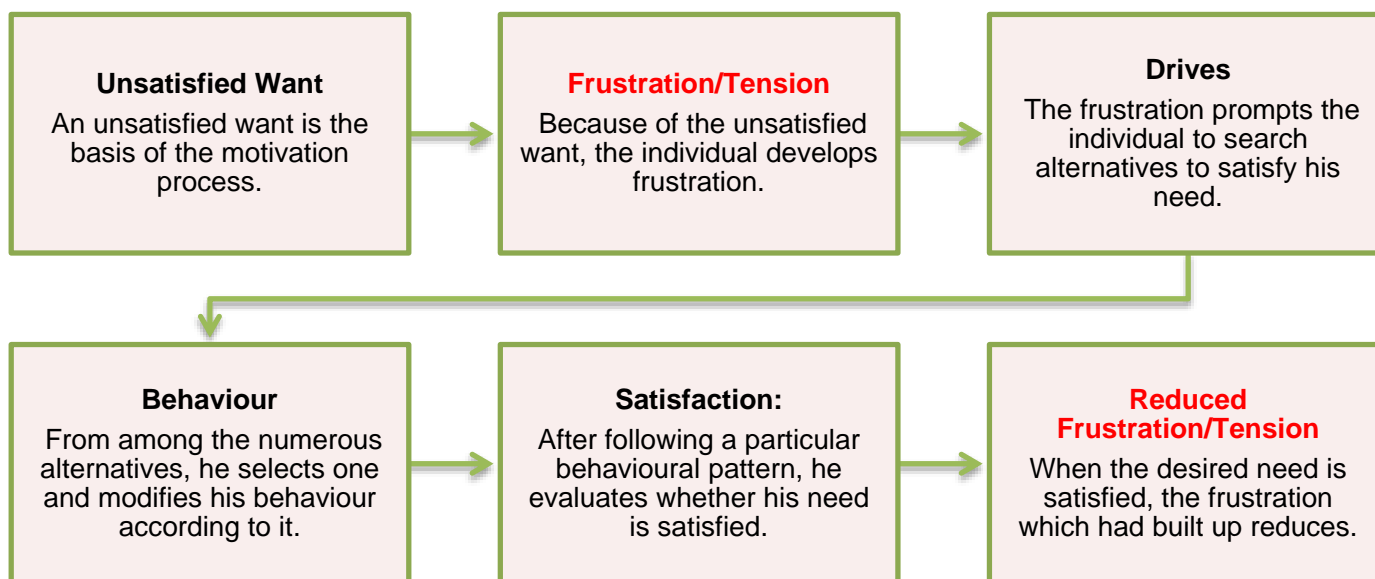 Unsatisfied Want
An unsatisfied want is the
basis of the motivation
process.
Frustration/Tension
Because of the unsatisfied
want, the individual develops
frustration.
Drives
The frustration prompts the
individual to search
alternatives to satisfy his
need.
Behaviour
From among the numerous
alternatives, he selects one
and modifies his behaviour
according to it.
Satisfaction:
After following a particular
behavioural pattern, he
evaluates whether his need
is satisfied.
Reduced
Frustration/Tension
When the desired need is
satisfied, the frustration
which had built up reduces.